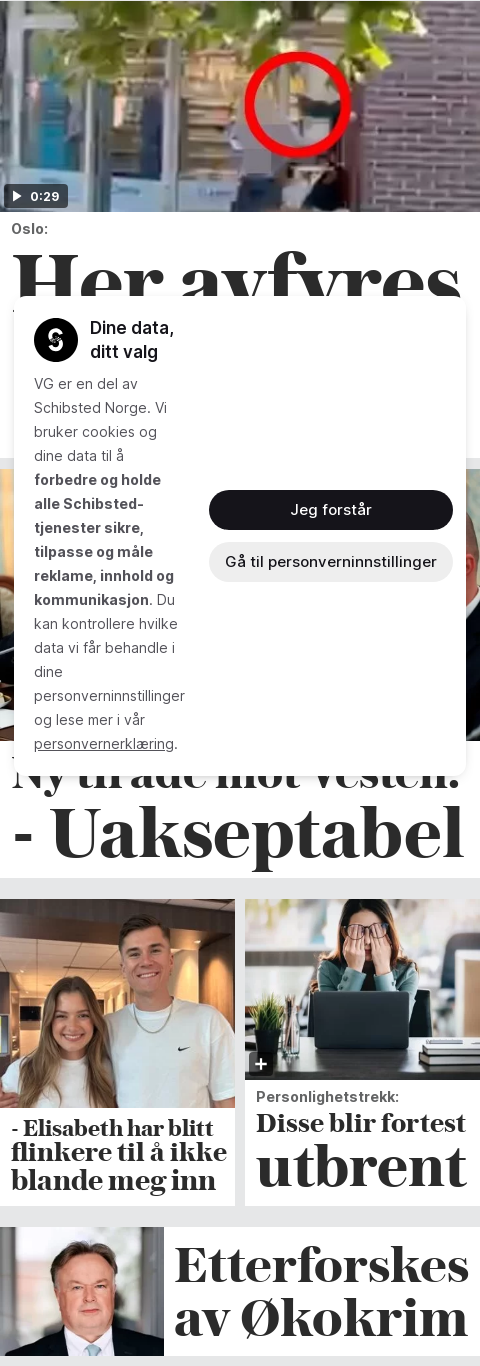 0:29
Oslo:
Her avfyres
Dine data,
ditt valg
VG er en del av
Schibsted Norge. Vi
bruker cookies og
dine data til å
forbedre og holde
alle Schibsted-
tjenester sikre,
tilpasse og måle
reklame, innhold og
kommunikasjon. Du
kan kontrollere hvilke
data vi får behandle i
dine
personverninnstillinger
og lese mer i vår
personvernerklæring.
Jeg forstår
Gå til personverninnstillinger
mot Vesten:
- Uakseptabel
- Elisabeth har blitt
flinkere til å ikke
blande meg inn
Personlighetstrekk:
Disse blir fortest
utbrent
Etterforskes
av Økokrim